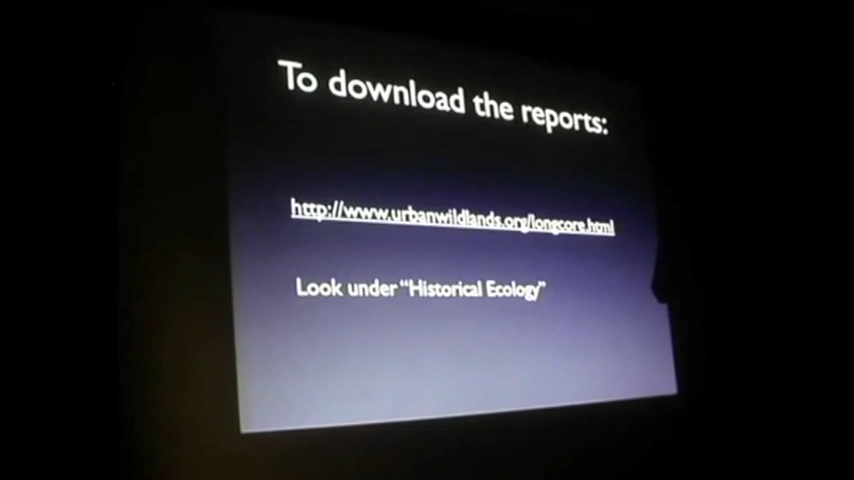 To download the reports:
http://www.urbanwildlands.org/longcore.html
Look under “Historical Ecology”